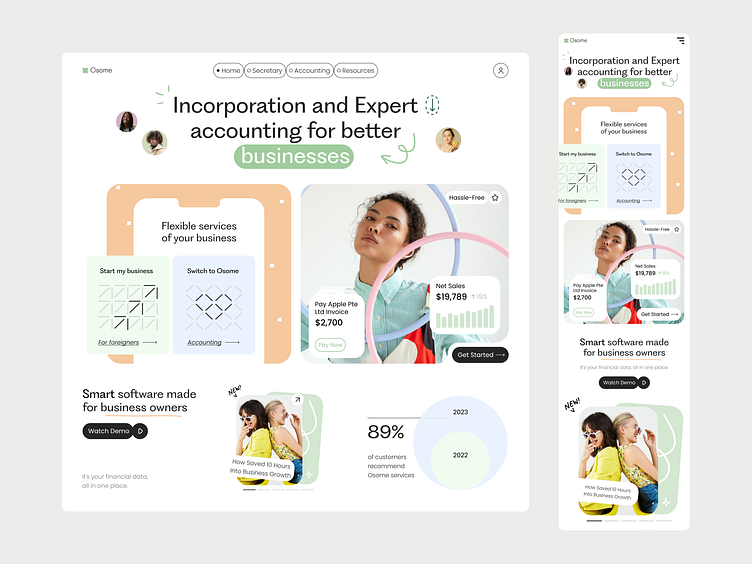 Osome
Home
Secretary
Accounting
Resources
Incorporation and Expert
accounting for better
businesses
Flexible services
of your business
Start my business
For foreigners
Switch to Osome
Accounting
Hassle-Free
Pay Apple Pte
Ltd Invoice
$2,700
Pay Now
Net Sales
$19,789 ↑ 15%
Get Started
Smart software made
for business owners
Watch Demo
It's your financial data,
all in one place.
NEW!
How Saved 10 Hours
Into Business Growth
89%
of customers
recommend
Osome services
2023
2022
Osome
Incorporation and Expert
accounting for better
businesses
Flexible services
of your business
Start my business
For foreigners
Switch to Osome
Accounting
Hassle-Free
Pay Apple Pte
Ltd Invoice
$2,700
Pay Now
Net Sales
$19,789 ↑ 15%
Get Started
Smart software made
for business owners
It's your financial data, all in one place.
Watch Demo
NEW!
How Saved 10 Hours
Into Business Growth